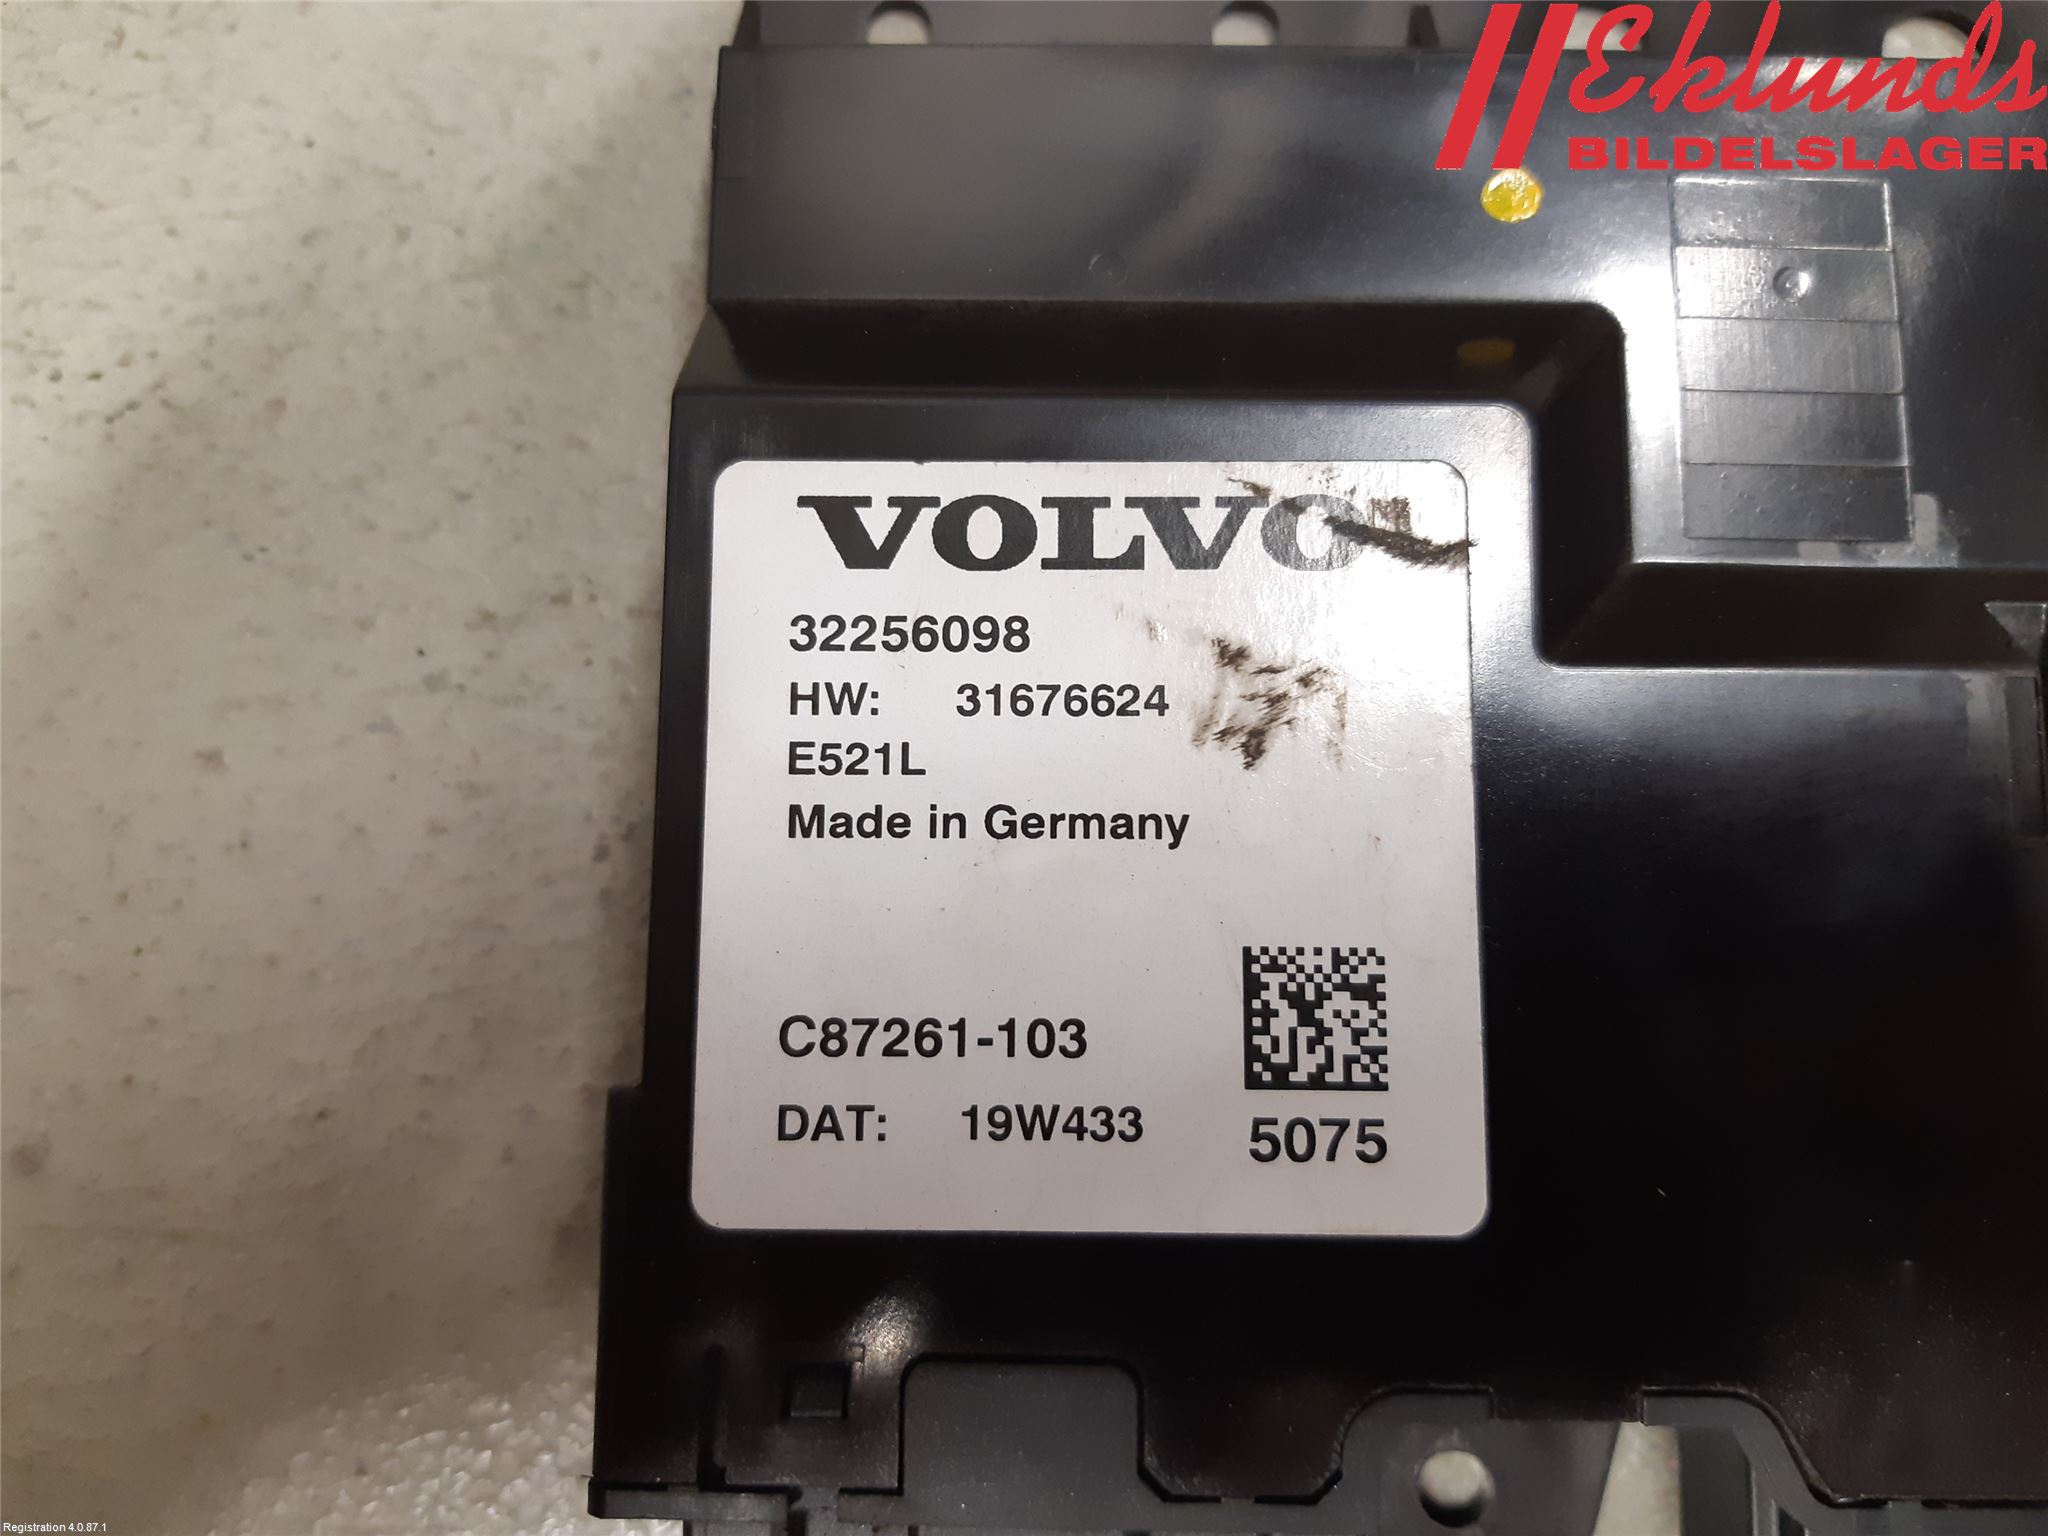 Eklunds
BILDELSLAGER
VOLVO
32256098
HW: 31676624
E521L
Made in Germany
C87261-103
DAT: 19W433
5075
Registration 4.0.87.1